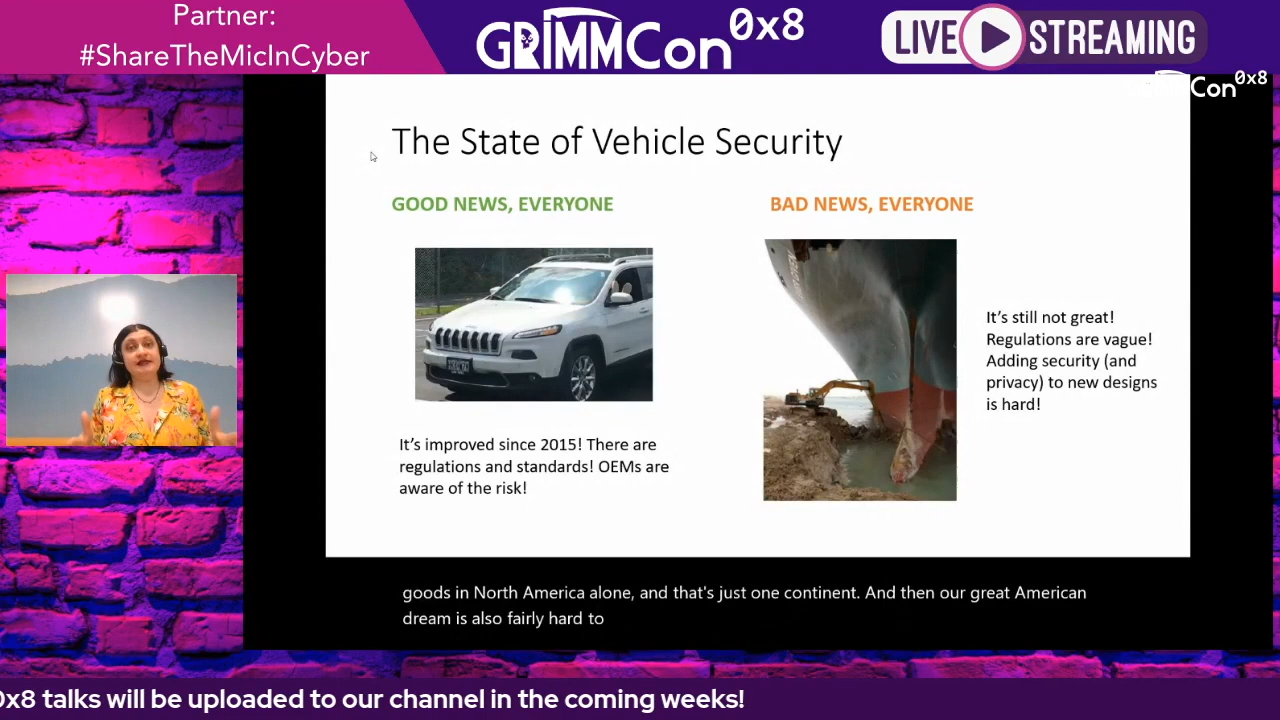 Partner:
#ShareTheMicInCyber
GRIMMCon 0x8
LIVE STREAMING
Con 0x8
The State of Vehicle Security
GOOD NEWS, EVERYONE
BAD NEWS, EVERYONE
It's improved since 2015! There are
regulations and standards! OEMs are
aware of the risk!
It's still not great!
Regulations are vague!
Adding security (and
privacy) to new designs
is hard!
goods in North America alone, and that's just one continent. And then our great American
dream is also fairly hard to
0x8 talks will be uploaded to our channel in the coming weeks!